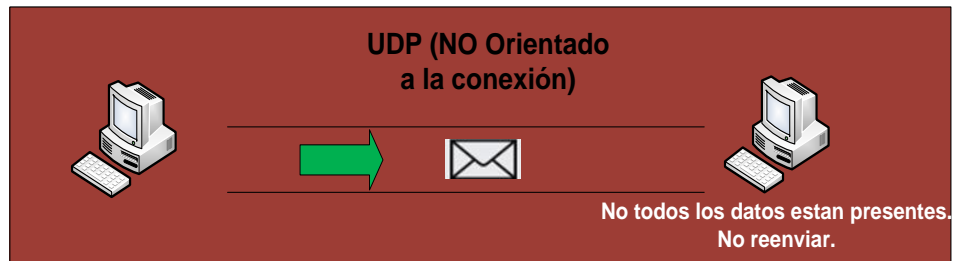 UDP (NO Orientado
a la conexión)
No todos los datos estan presentes.
No reenviar.